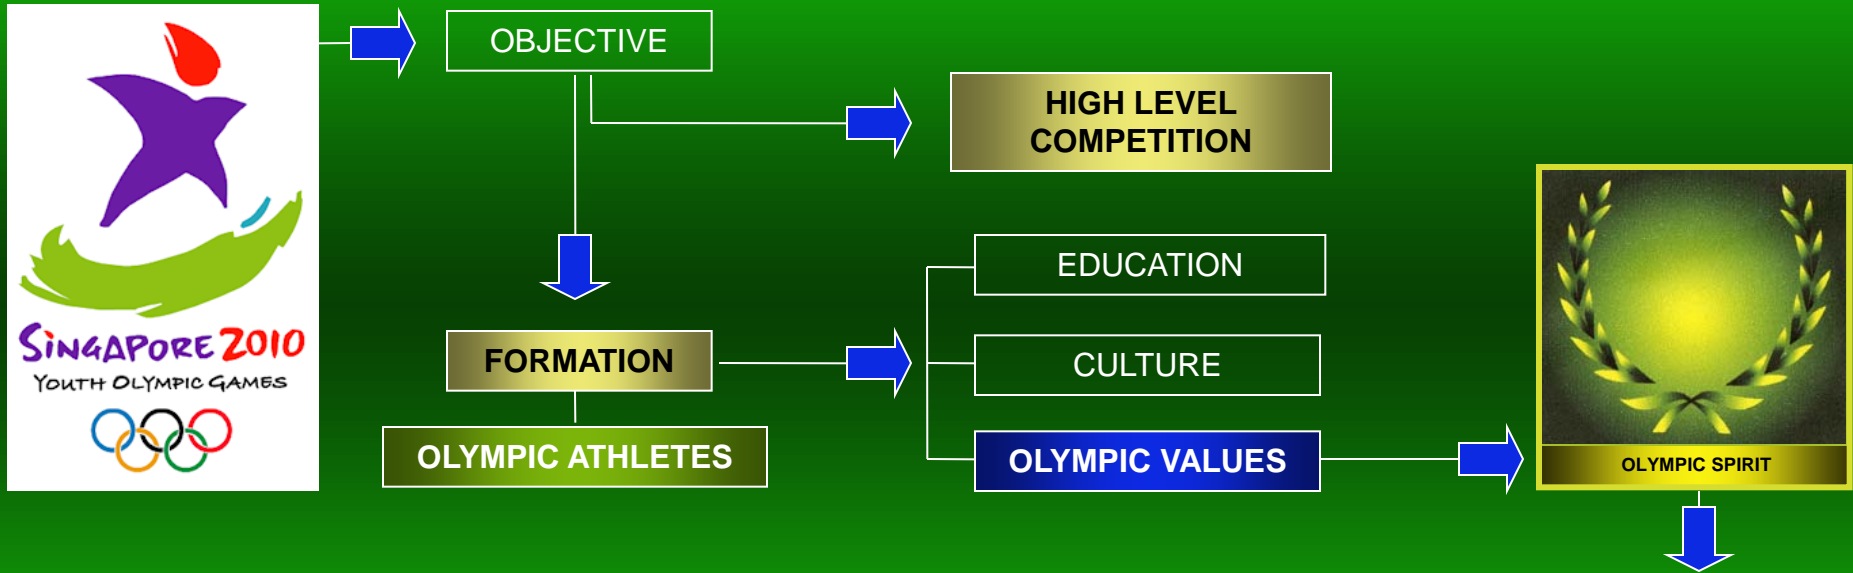 SINGAPORE 2010
YOUTH OLYMPIC GAMES
OBJECTIVE
HIGH LEVEL
COMPETITION
FORMATION
OLYMPIC ATHLETES
EDUCATION
CULTURE
OLYMPIC VALUES
OLYMPIC SPIRIT